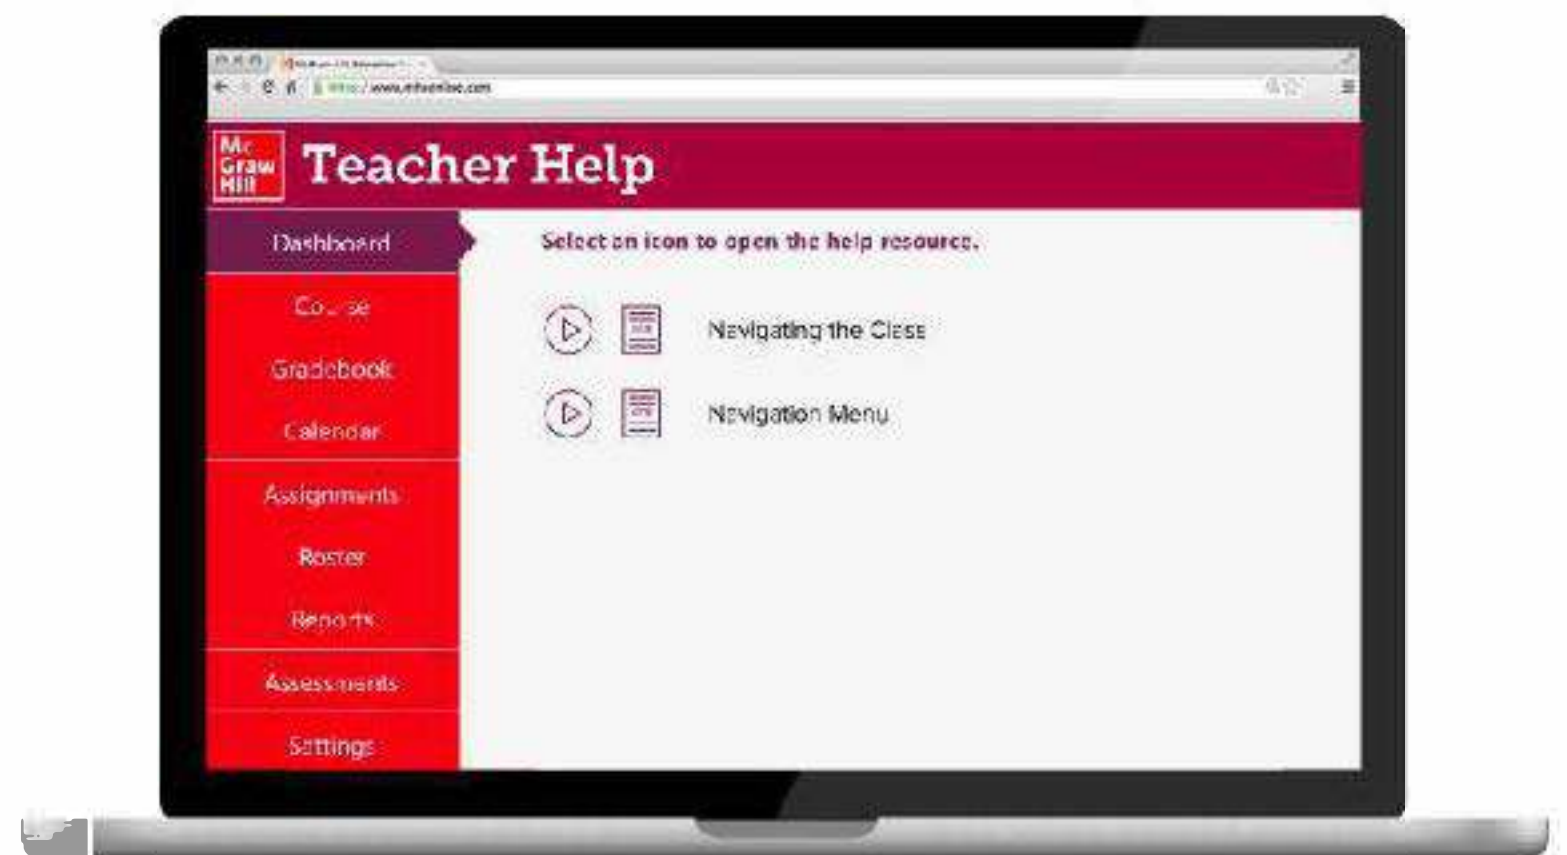 Mc
Graw
Hill
Teacher Help
Dashboard
Course
Gradebook
Calendar
Assignments
Roster
Reports
Assessments
Settings
Select an icon to open the help resource.
Navigating the Class
Navigation Menu